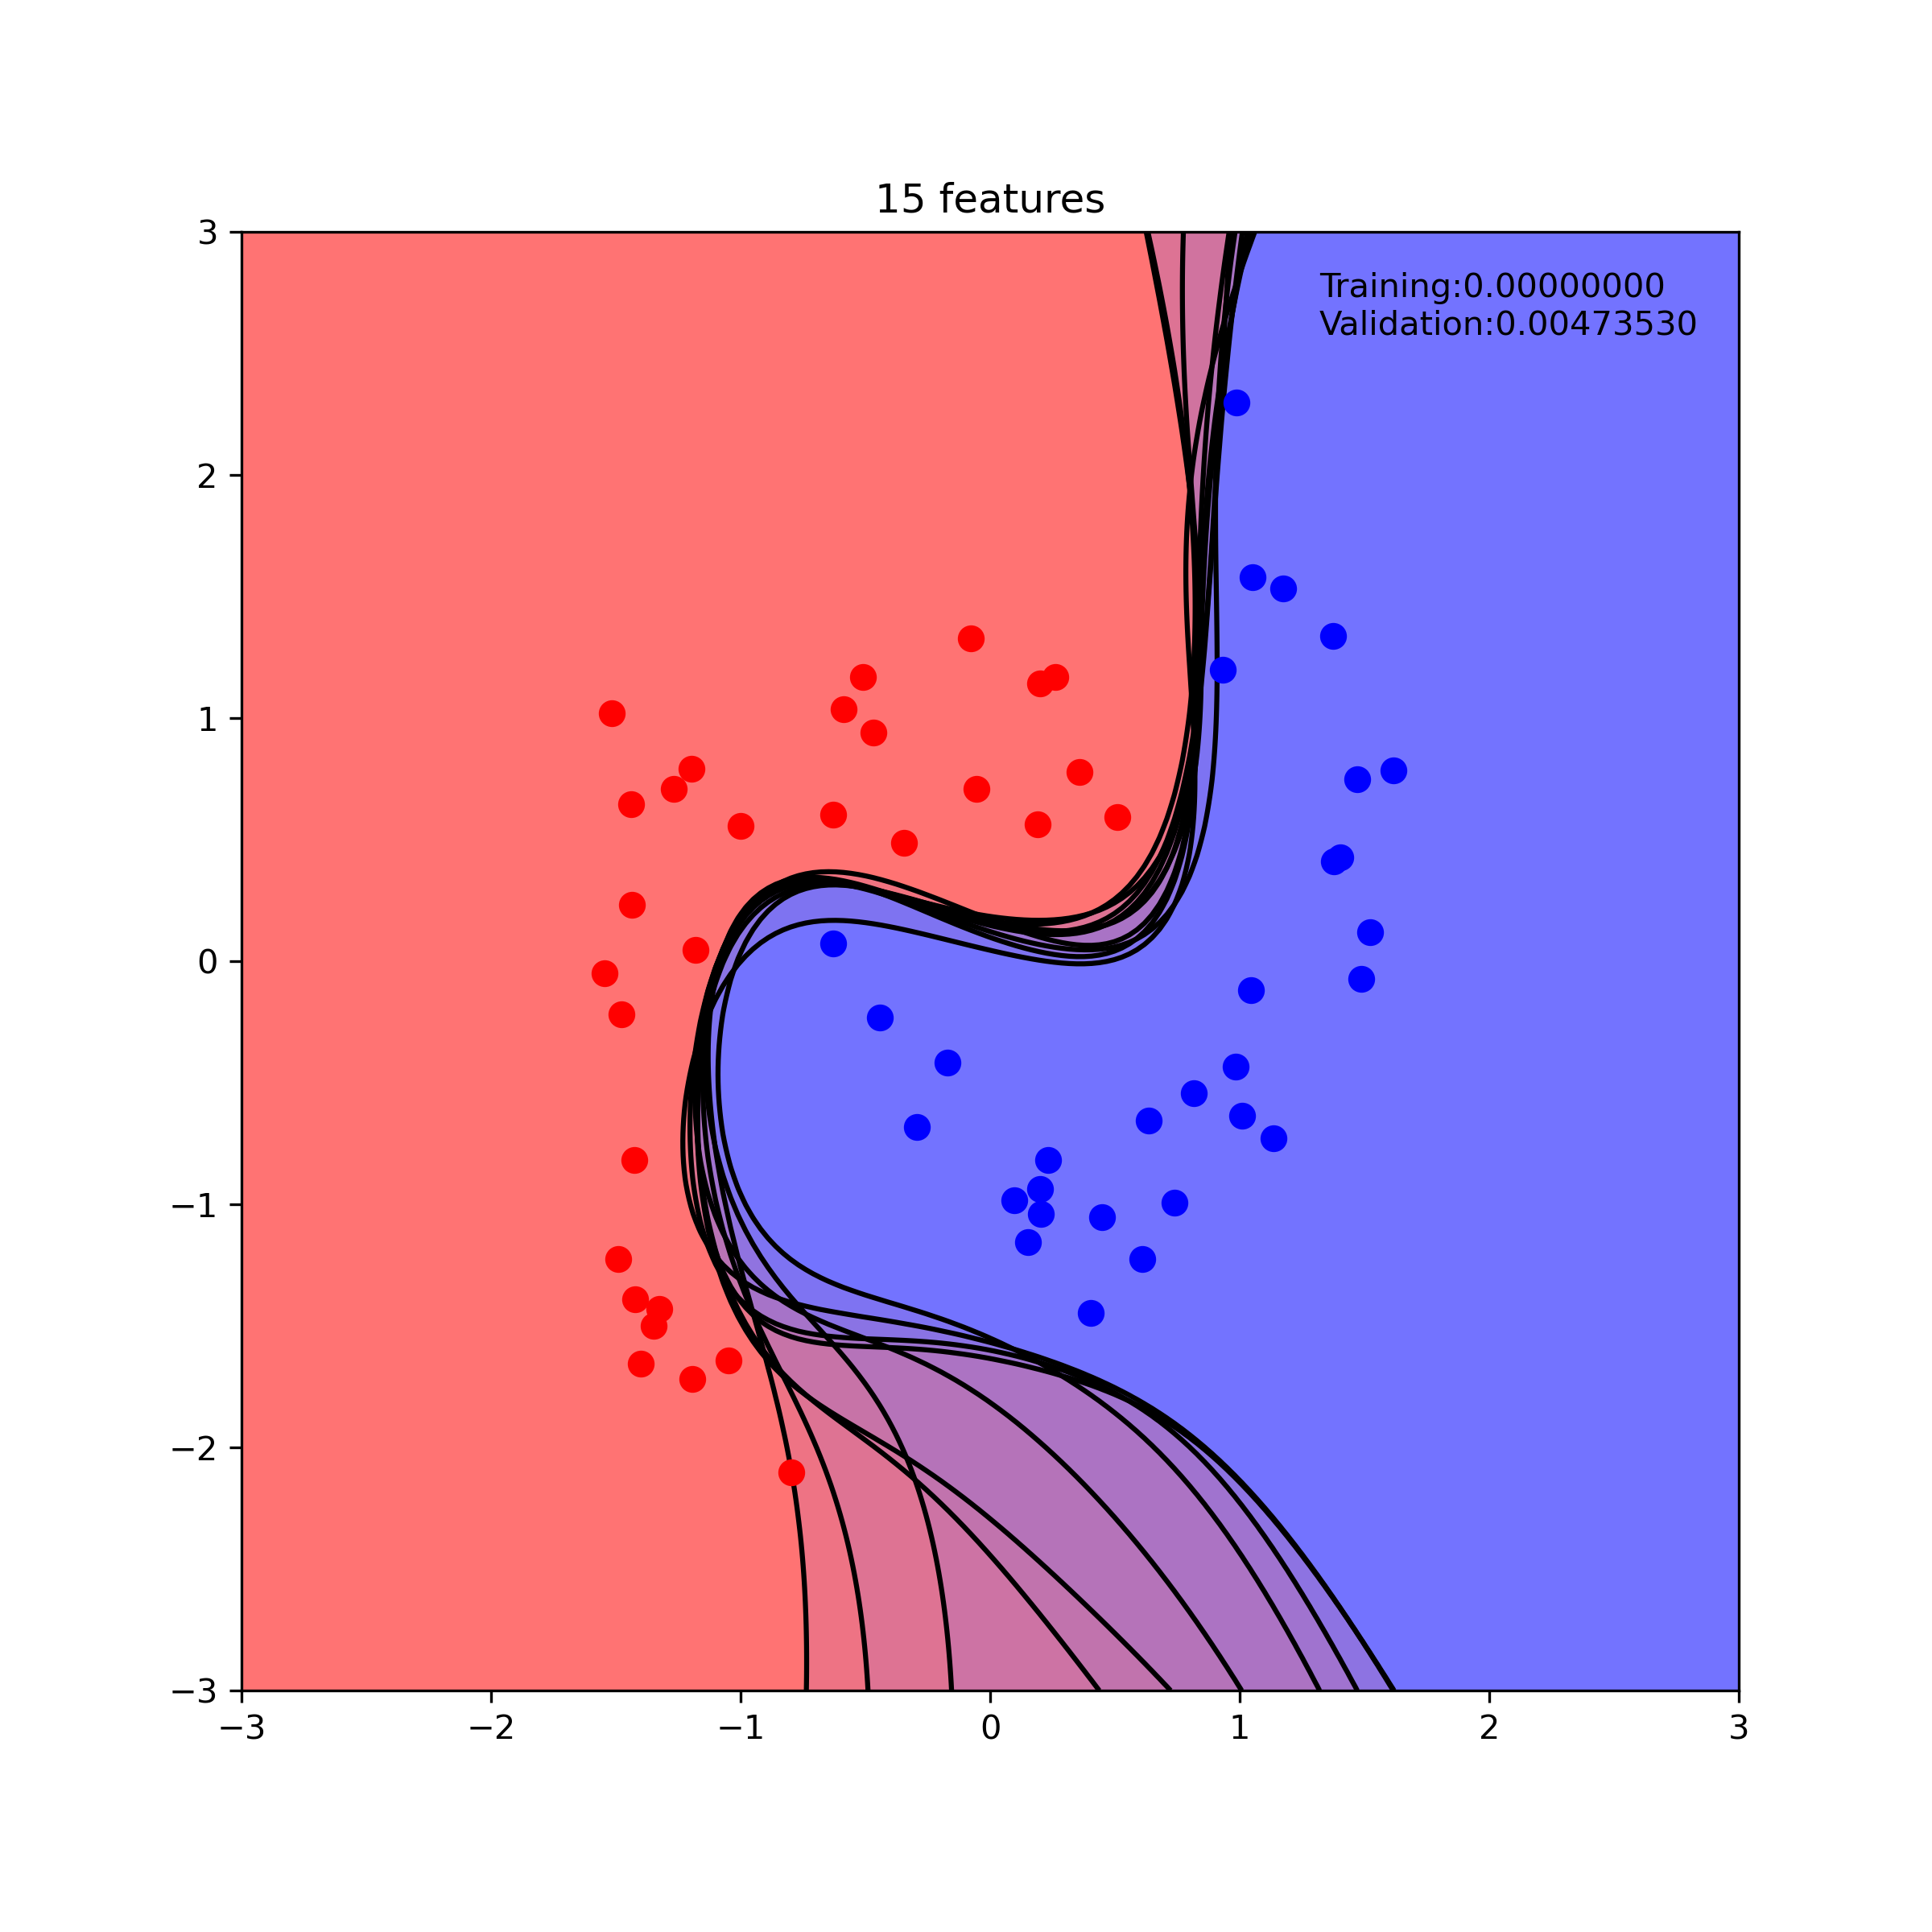 15 features
Training:0.00000000
Validation:0.00473530
3
2
1
0
−1
−2
−3
−3 −2 −1 0 1 2 3